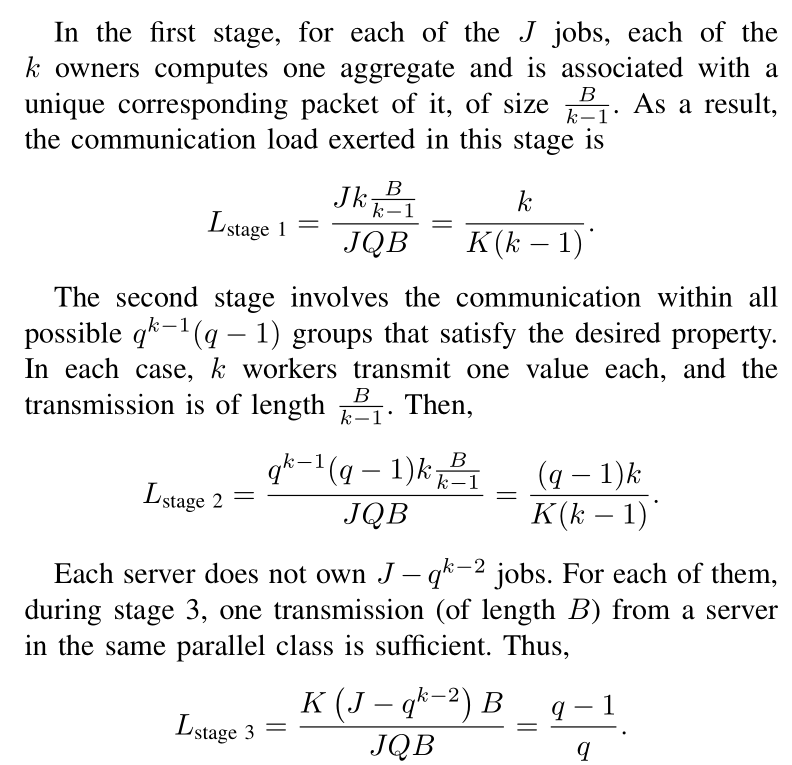 In the first stage, for each of the J jobs, each of the
k owners computes one aggregate and is associated with a
unique corresponding packet of it, of size \frac{B}{k-1}. As a result,
the communication load exerted in this stage is
L_{\text{stage 1}} = \frac{Jk\frac{B}{k-1}}{JQB} = \frac{k}{K(k-1)}.
The second stage involves the communication within all
possible q^{k-1}(q-1) groups that satisfy the desired property.
In each case, k workers transmit one value each, and the
transmission is of length \frac{B}{k-1}. Then,
L_{\text{stage 2}} = \frac{q^{k-1}(q-1)k\frac{B}{k-1}}{JQB} = \frac{(q-1)k}{K(k-1)}.
Each server does not own J - q^{k-2} jobs. For each of them,
during stage 3, one transmission (of length B) from a server
in the same parallel class is sufficient. Thus,
L_{\text{stage 3}} = \frac{K\left(J-q^{k-2}\right)B}{JQB} = \frac{q-1}{q}.